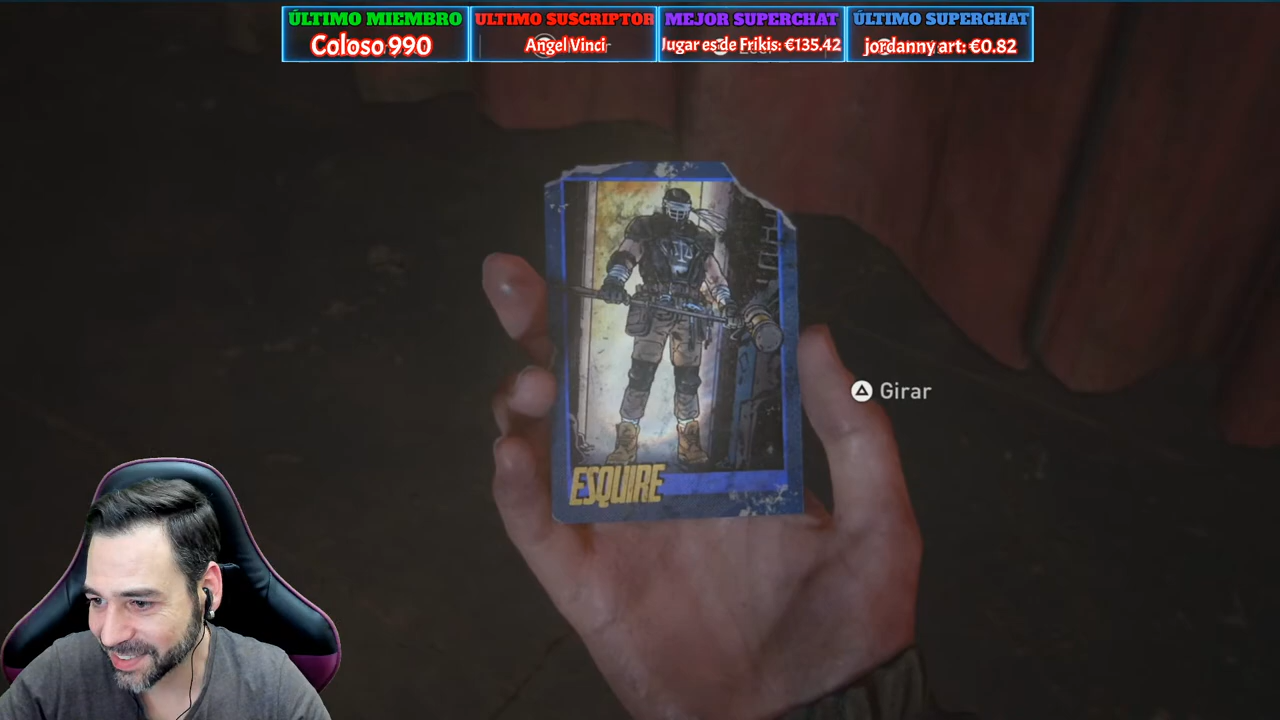 ÚLTIMO MIEMBRO
Coloso 990
ULTIMO SUSCRIPTOR
Angel Vinci
MEJOR SUPERCHAT
Jugar es de Frikis: €135.42
ÚLTIMO SUPERCHAT
jordanny art: €0.82
Girar
ESQUIRE